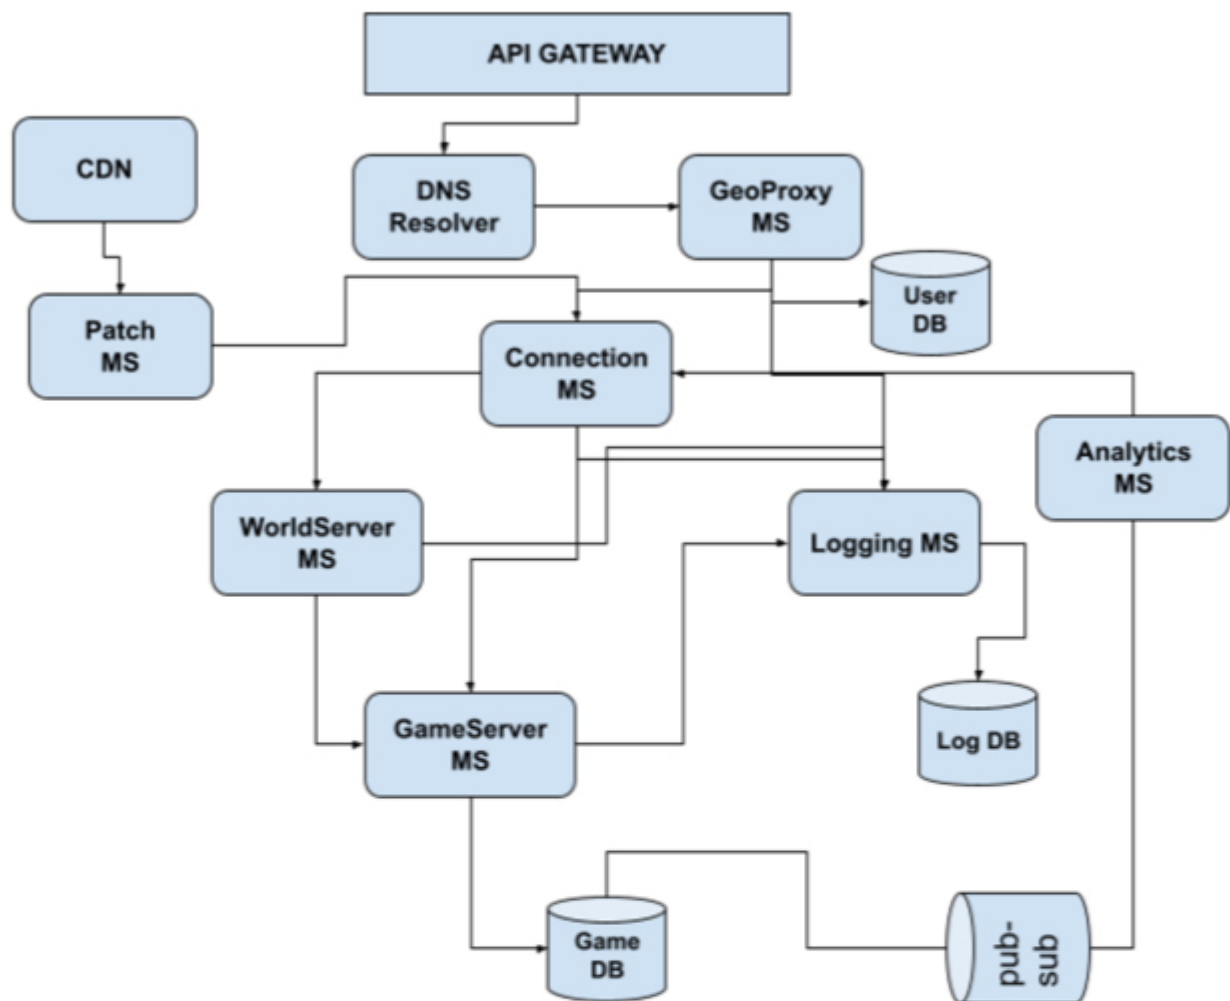 API GATEWAY
CDN
DNS
Resolver
GeoProxy
MS
User
DB
Patch
MS
Connection
MS
Analytics
MS
WorldServer
MS
Logging MS
GameServer
MS
Log DB
Game
DB
pub-
sub